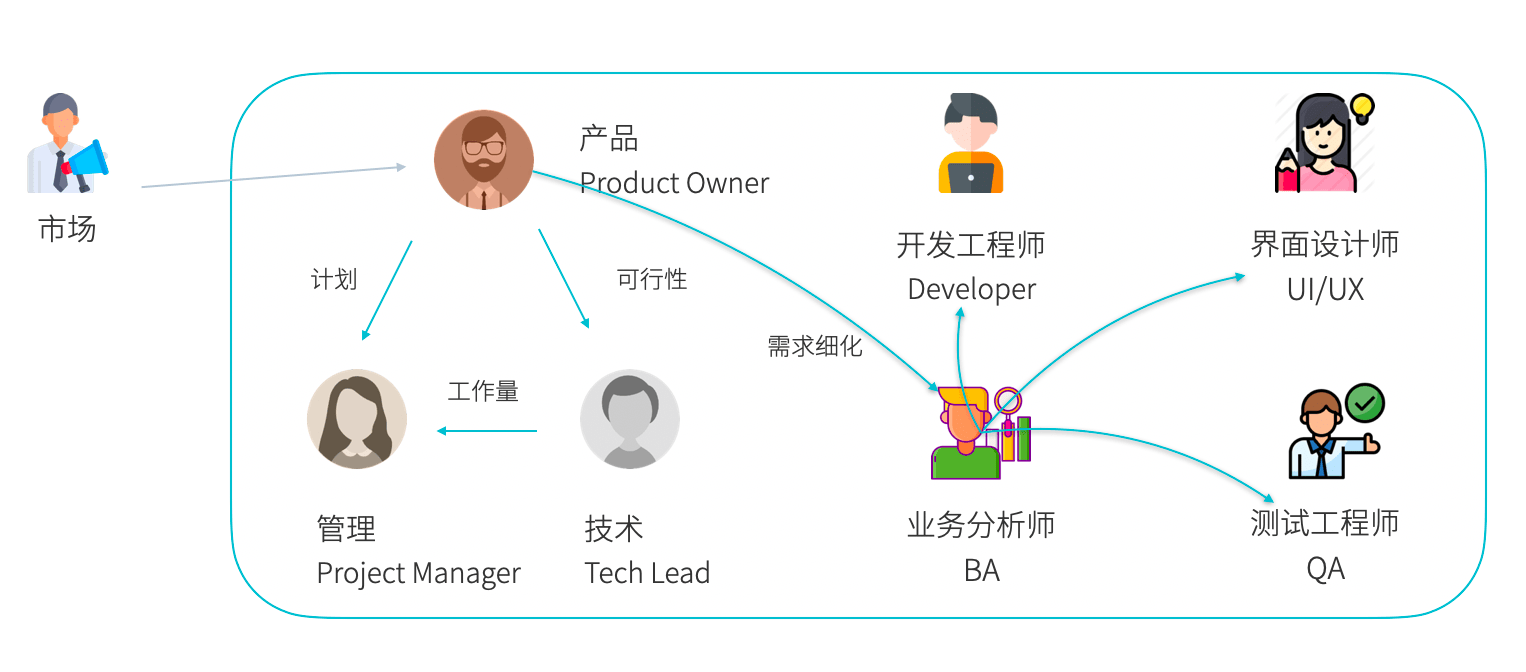 市场
产品
Product Owner
计划
可行性
工作量
管理
Project Manager
技术
Tech Lead
需求细化
开发工程师
Developer
界面设计师
UI/UX
业务分析师
BA
测试工程师
QA